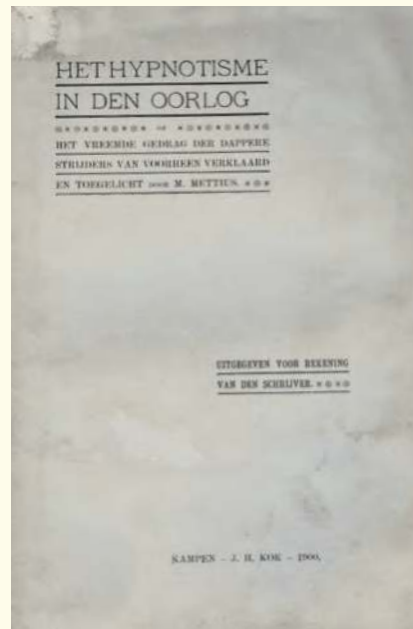 HET HYPNOTISME
IN DEN OORLOG
OF
HET VREEMDE GEDRAG DER DAPPERE
STRIJDERS VAN VOORHEEN VERKLAARD
EN TOEGELICHT DOOR M. METTIUS.
UITGEGEVEN VOOR REKENING
VAN DEN SCHRIJVER.
KAMPEN - J. H. KOK - 1900.